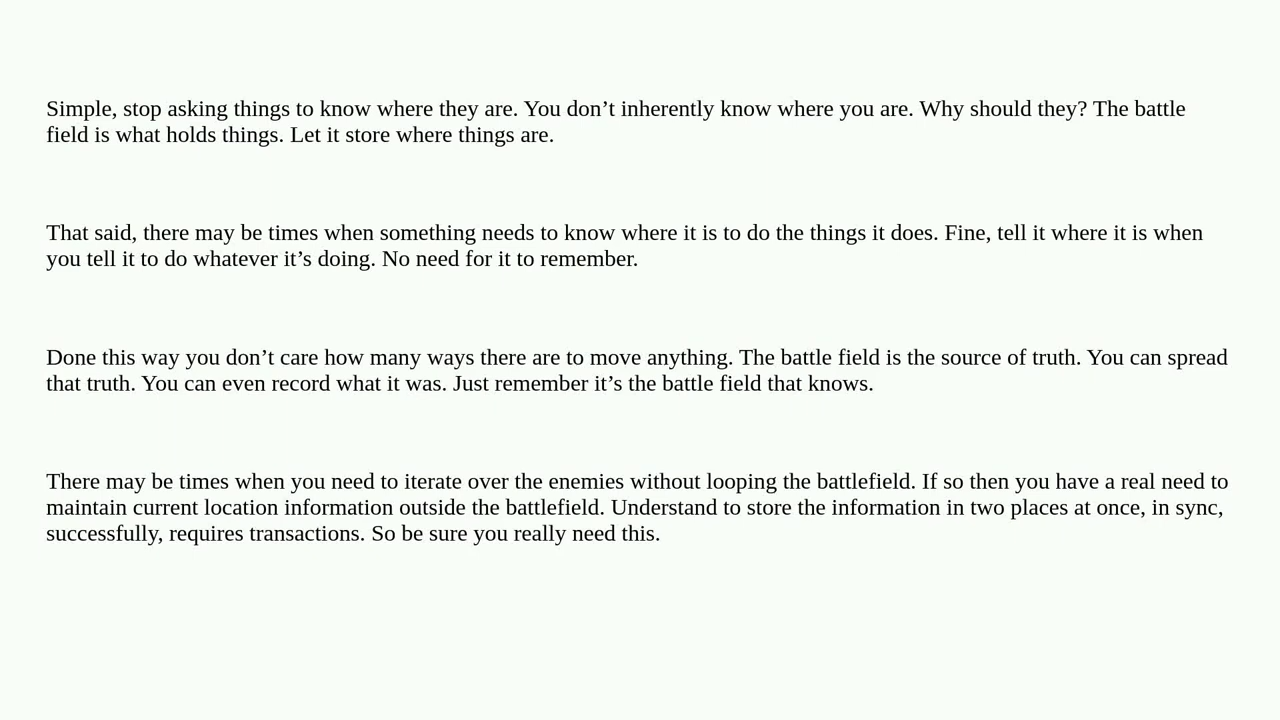 Simple, stop asking things to know where they are. You don’t inherently know where you are. Why should they? The battle
field is what holds things. Let it store where things are.
That said, there may be times when something needs to know where it is to do the things it does. Fine, tell it where it is when
you tell it to do whatever it’s doing. No need for it to remember.
Done this way you don’t care how many ways there are to move anything. The battle field is the source of truth. You can spread
that truth. You can even record what it was. Just remember it’s the battle field that knows.
There may be times when you need to iterate over the enemies without looping the battlefield. If so then you have a real need to
maintain current location information outside the battlefield. Understand to store the information in two places at once, in sync,
successfully, requires transactions. So be sure you really need this.